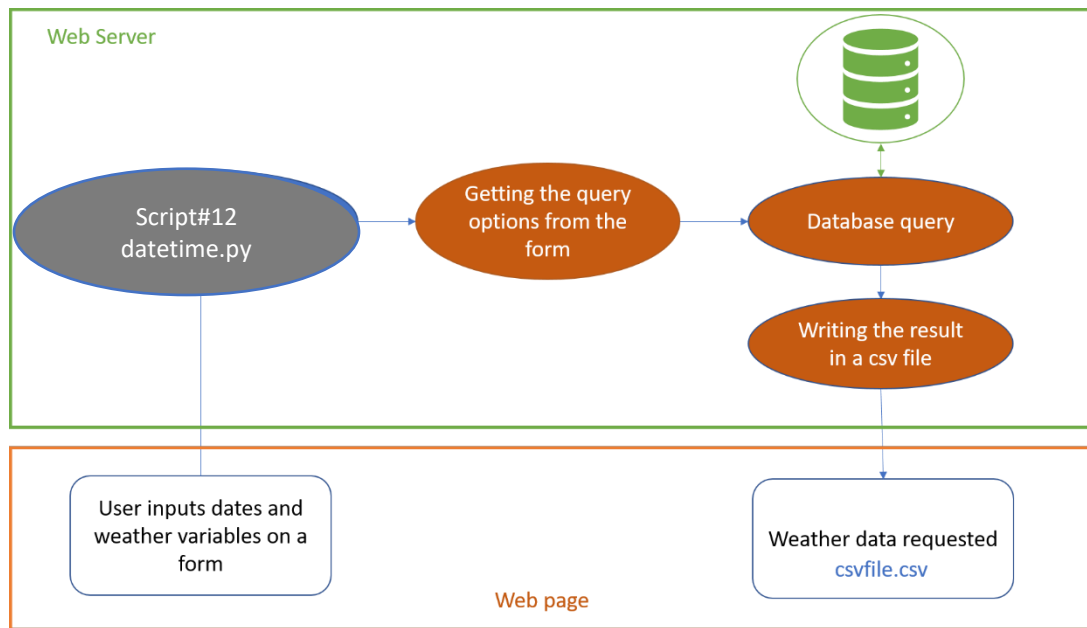 Web Server
Script#12
datetime.py
Getting the query
options from the
form
Database query
Writing the result
in a csv file
User inputs dates and
weather variables on a
form
Weather data requested
csvfile.csv
Web page